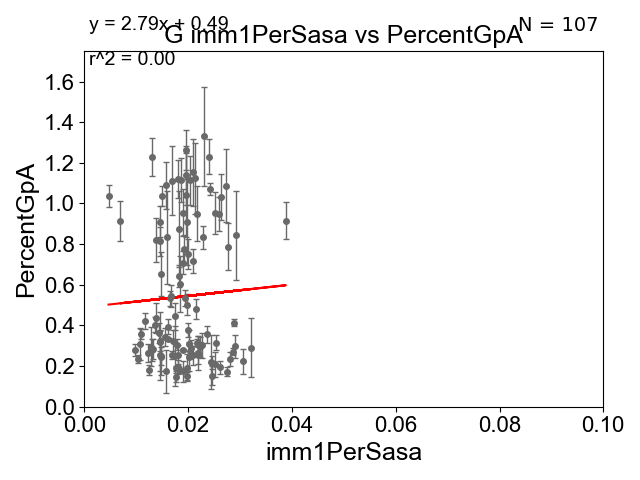 y = 2.79x + 0.49
N = 107
G imm1PerSasa vs PercentGpA
r^2 = 0.00
PercentGpA
1.6
1.4
1.2
1.0
0.8
0.6
0.4
0.2
0.0
0.00 0.02 0.04 0.06 0.08 0.10
imm1PerSasa